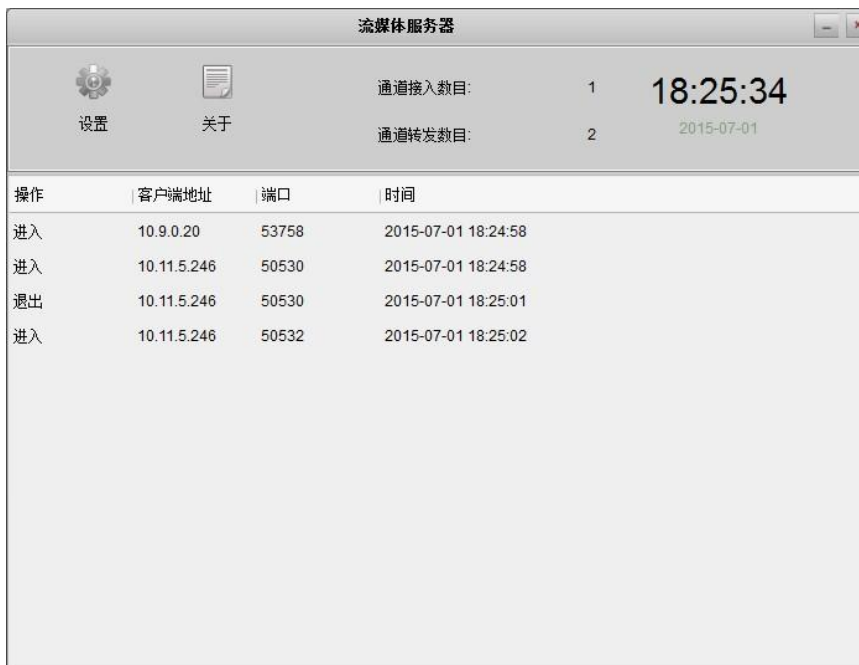 流媒体服务器
设置 关于
通道接入数目: 1
通道转发数目: 2
18:25:34
2015-07-01
操作 客户端地址 端口 时间
进入 10.9.0.20 53758 2015-07-01 18:24:58
进入 10.11.5.246 50530 2015-07-01 18:24:58
退出 10.11.5.246 50530 2015-07-01 18:25:01
进入 10.11.5.246 50532 2015-07-01 18:25:02